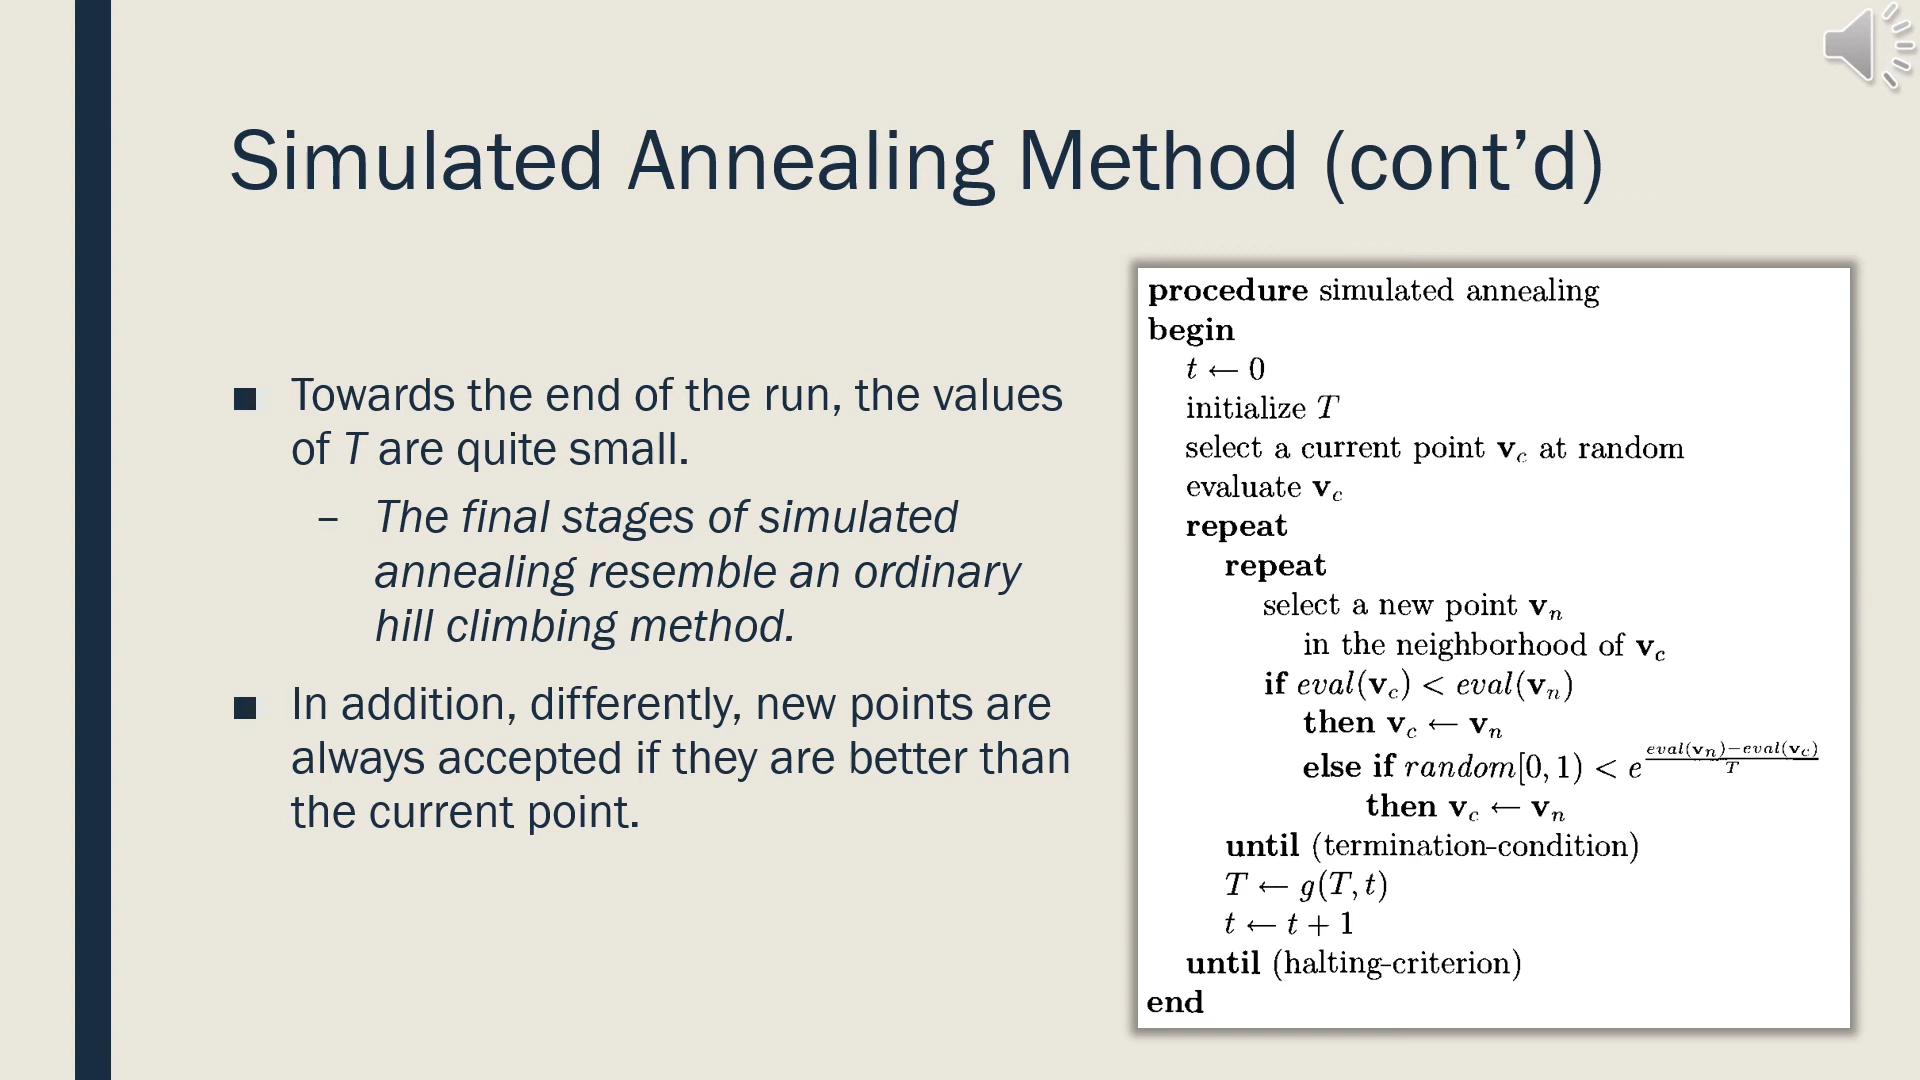 Simulated Annealing Method (cont’d)
■ Towards the end of the run, the values
of T are quite small.
– The final stages of simulated
annealing resemble an ordinary
hill climbing method.
■ In addition, differently, new points are
always accepted if they are better than
the current point.
procedure simulated annealing
begin
t ← 0
initialize T
select a current point v_c at random
evaluate v_c
repeat
repeat
select a new point v_n
in the neighborhood of v_c
if eval(v_c) < eval(v_n)
then v_c ← v_n
else if random[0, 1) < e^{\frac{eval(v_n)−eval(v_c)}{T}}
then v_c ← v_n
until (termination-condition)
T ← g(T, t)
t ← t + 1
until (halting-criterion)
end